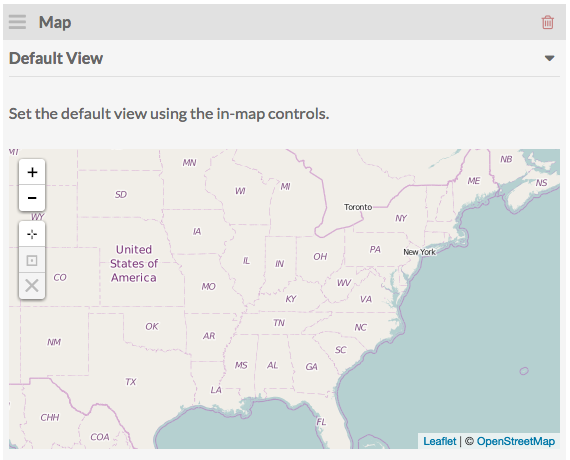 Map
Default View
Set the default view using the in-map controls.
MT
MN
NB
ME
NS
+
WI
MI
SD
-
Toronto
NY
WY
IA
United
States of
America
PA
New York
OH
IL
IN
CO
MO
WV
VA
KY
OK
TN
NC
AR
NM
SC
MS
AL
GA
TX
LA
CHH
FL
COA
Leaflet | © OpenStreetMap